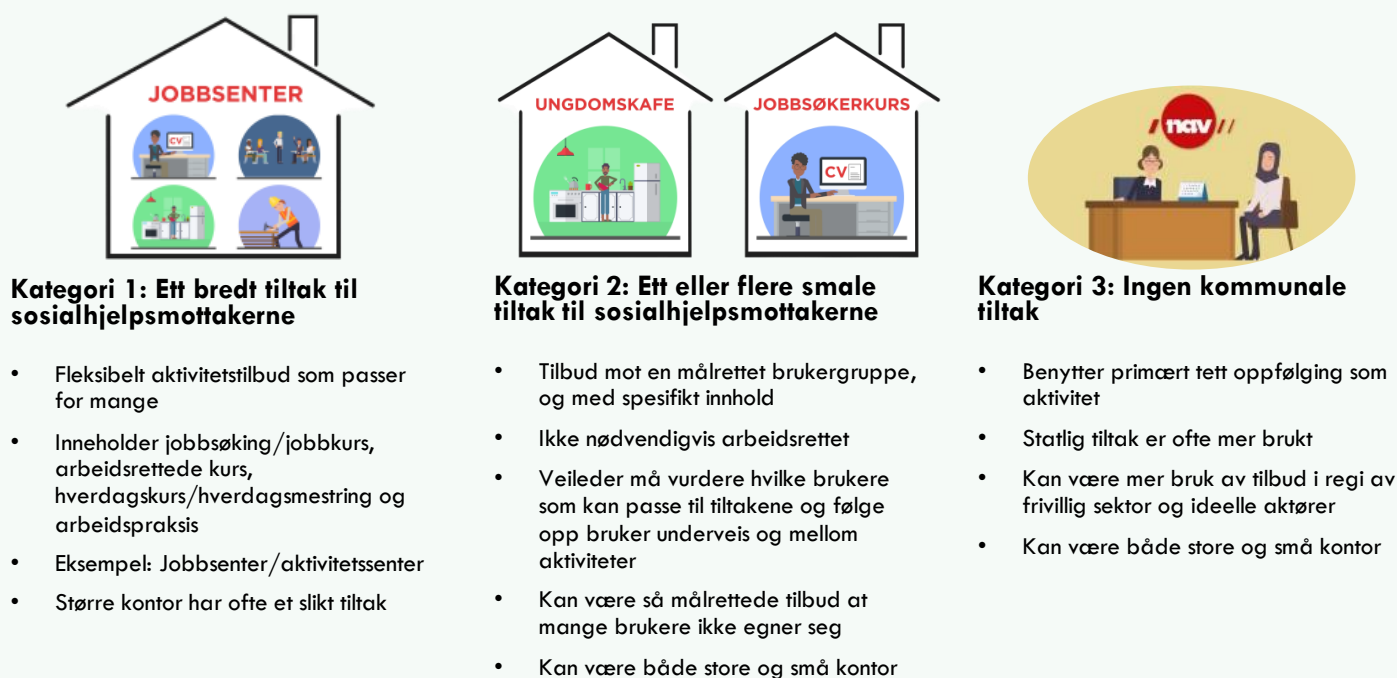 JOBBSENTER
CV
UNGDOMSKAFE
JOBBSØKERKURS
CV
/ nav //
Kategori 1: Ett bredt tiltak til
sosialhjelpsmottakerne
• Fleksibelt aktivitetstilbud som passer
for mange
• Inneholder jobbsøking/jobbkurs,
arbeidsrettede kurs,
hverdagskurs/hverdagsmestring og
arbeidspraksis
• Eksempel: Jobbsenter/aktivitetssenter
• Større kontor har ofte et slikt tiltak
Kategori 2: Ett eller flere smale
tiltak til sosialhjelpsmottakerne
• Tilbud mot en målrettet brukergruppe,
og med spesifikt innhold
• Ikke nødvendigvis arbeidsrettet
• Veileder må vurdere hvilke brukere
som kan passe til tiltakene og følge
opp bruker underveis og mellom
aktiviteter
• Kan være så målrettede tilbud at
mange brukere ikke egner seg
• Kan være både store og små kontor
Kategori 3: Ingen kommunale
tiltak
• Benytter primært tett oppfølging som
aktivitet
• Statlig tiltak er ofte mer brukt
• Kan være mer bruk av tilbud i regi av
frivillig sektor og ideelle aktører
• Kan være både store og små kontor